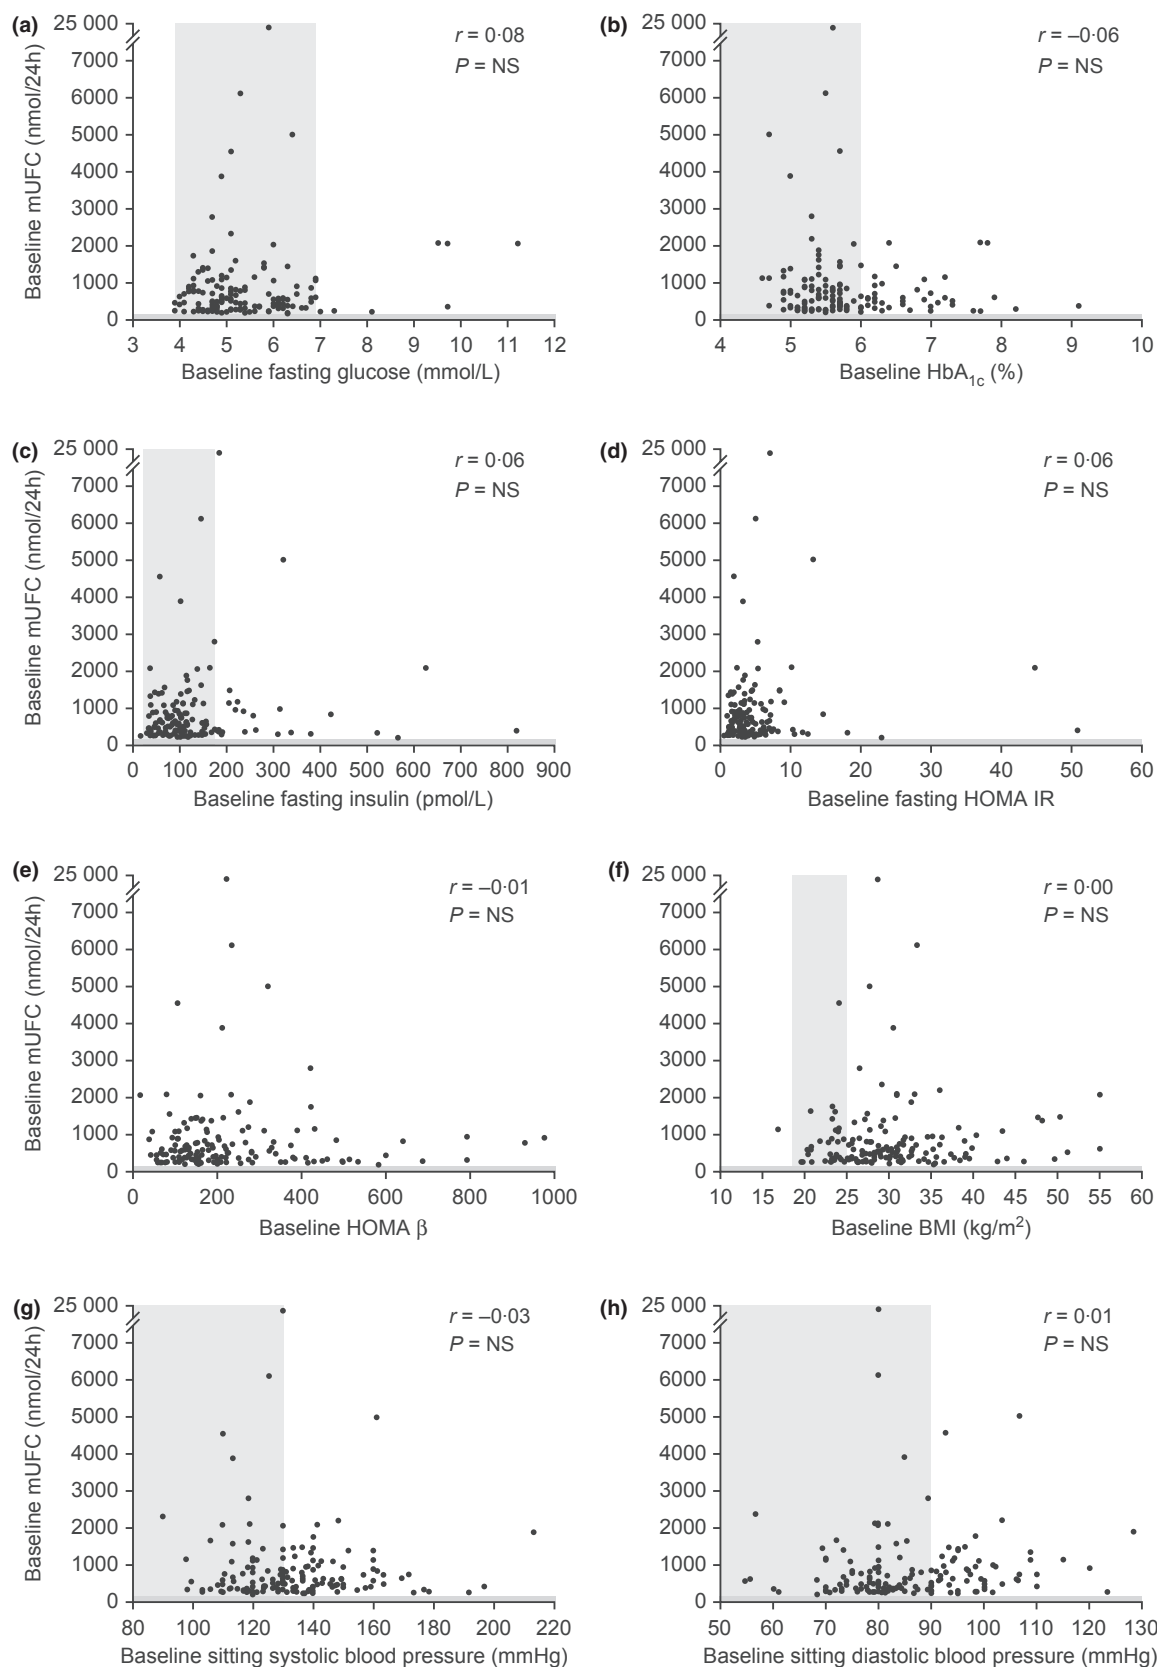 (a)
25 000
7000
6000
5000
4000
3000
2000
1000
0
Baseline mUFC (nmol/24h)
r = 0·08
P = NS
3 4 5 6 7 8 9 10 11 12
Baseline fasting glucose (mmol/L)
(b)
25 000
7000
6000
5000
4000
3000
2000
1000
0
r = –0·06
P = NS
4 5 6 7 8 9 10
Baseline HbA1c (%)
(c)
25 000
7000
6000
5000
4000
3000
2000
1000
0
Baseline mUFC (nmol/24h)
r = 0·06
P = NS
0 100 200 300 400 500 600 700 800 900
Baseline fasting insulin (pmol/L)
(d)
25 000
7000
6000
5000
4000
3000
2000
1000
0
r = 0·06
P = NS
0 10 20 30 40 50 60
Baseline fasting HOMA IR
(e)
25 000
7000
6000
5000
4000
3000
2000
1000
0
Baseline mUFC (nmol/24h)
r = –0·01
P = NS
0 200 400 600 800 1000
Baseline HOMA β
(f)
25 000
7000
6000
5000
4000
3000
2000
1000
0
r = 0·00
P = NS
10 15 20 25 30 35 40 45 50 55 60
Baseline BMI (kg/m²)
(g)
25 000
7000
6000
5000
4000
3000
2000
1000
0
Baseline mUFC (nmol/24h)
r = –0·03
P = NS
80 100 120 140 160 180 200 220
Baseline sitting systolic blood pressure (mmHg)
(h)
25 000
7000
6000
5000
4000
3000
2000
1000
0
r = 0·01
P = NS
50 60 70 80 90 100 110 120 130
Baseline sitting diastolic blood pressure (mmHg)